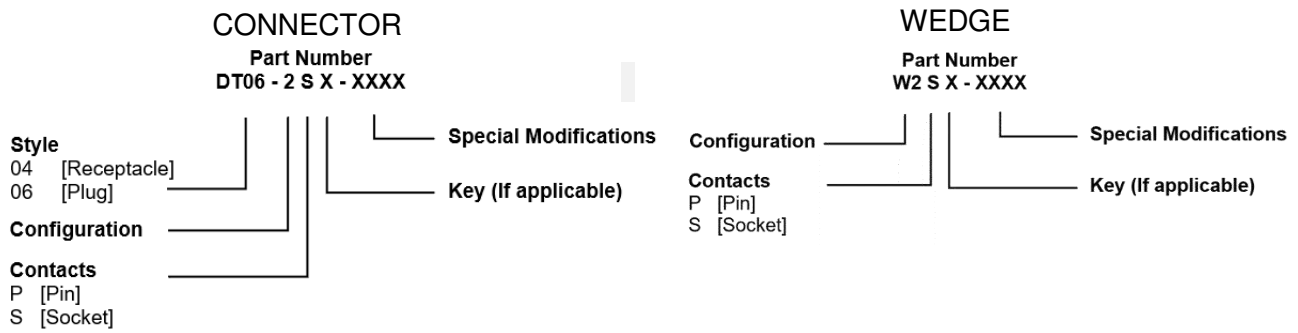 CONNECTOR
Part Number
DT06 - 2 S X - XXXX
Style
04 [Receptacle]
06 [Plug]
Configuration
Contacts
P [Pin]
S [Socket]
Special Modifications
Key (If applicable)
WEDGE
Part Number
W2 S X - XXXX
Configuration
Contacts
P [Pin]
S [Socket]
Special Modifications
Key (If applicable)